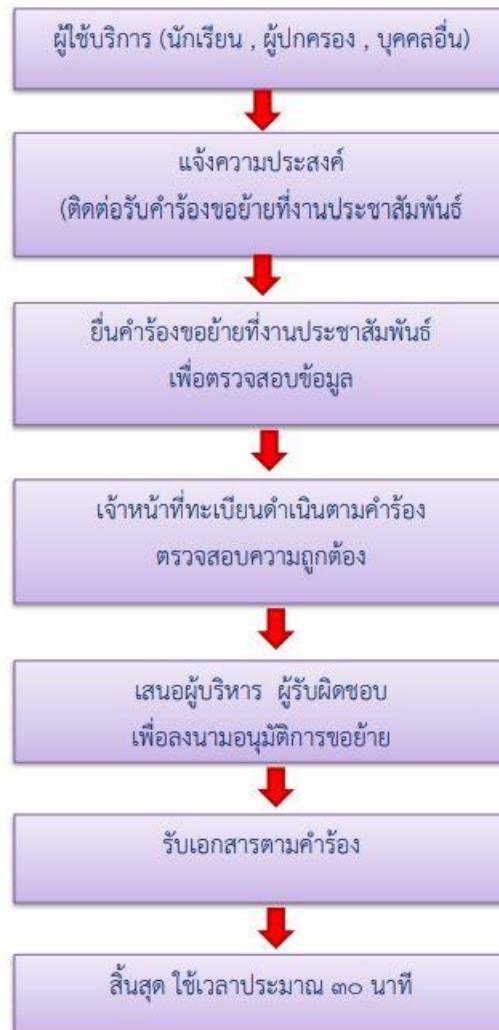 ผู้ใช้บริการ (นักเรียน , ผู้ปกครอง , บุคคลอื่น)
แจ้งความประสงค์
(ติดต่อรับคำร้องขอย้ายที่งานประชาสัมพันธ์
ยื่นคำร้องขอย้ายที่งานประชาสัมพันธ์
เพื่อตรวจสอบข้อมูล
เจ้าหน้าที่ทะเบียนดำเนินตามคำร้อง
ตรวจสอบความถูกต้อง
เสนอผู้บริหาร ผู้รับผิดชอบ
เพื่อลงนามอนุมัติการขอย้าย
รับเอกสารตามคำร้อง
สิ้นสุด ใช้เวลาประมาณ ๓๐ นาที